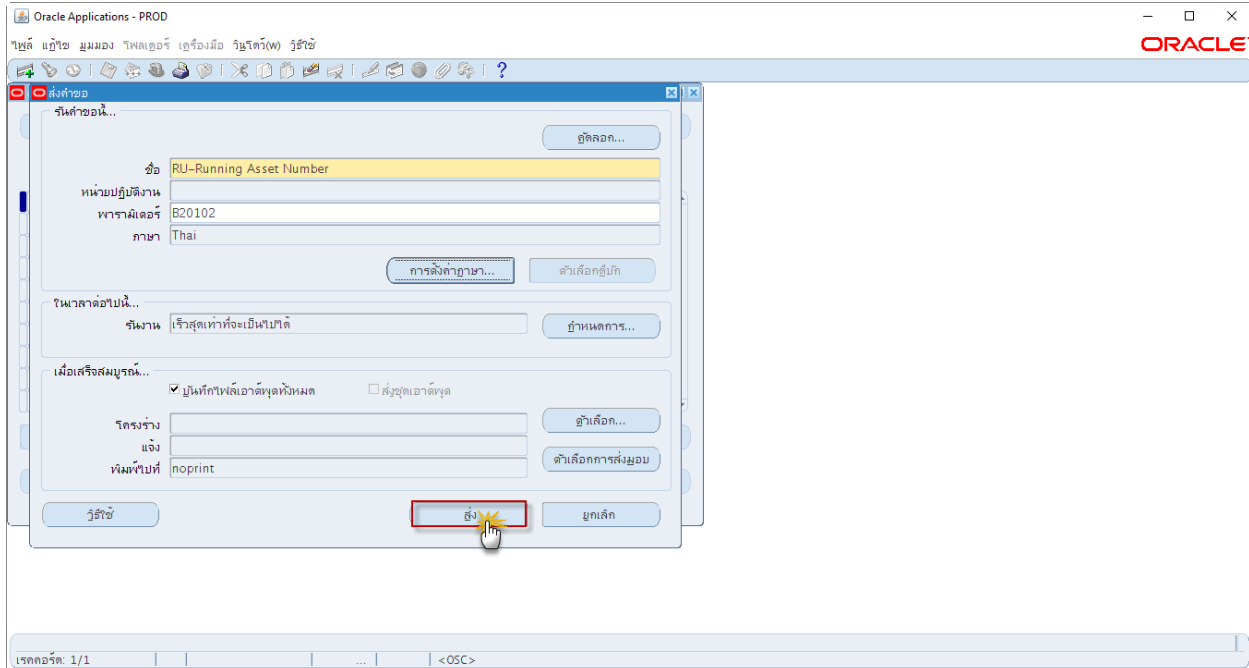 Oracle Applications - PROD
ไฟล์ แก้ไข มุมมอง โฟลเดอร์ เครื่องมือ วินโดว์(W) วิธีใช้
ORACLE
ส่งคำขอ
รันคำขอนี้...
คัดลอก...
ชื่อ RU-Running Asset Number
หน่วยปฏิบัติงาน
พารามิเตอร์ B20102
ภาษา Thai
การตั้งค่าภาษา... ตัวเลือกดีบัก
ในเวลาต่อไปนี้...
รันงาน เร็วสุดเท่าที่จะเป็นไปได้ กำหนดการ...
เมื่อเสร็จสมบูรณ์...
บันทึกไฟล์เอาต์พุตทั้งหมด ส่งชุดเอาต์พุต
โครงร่าง ตัวเลือก...
แจ้ง
พิมพ์ไปที่ noprint ตัวเลือกการส่งมอบ
วิธีใช้ ส่ง ยกเลิก
เรคคอร์ด: 1/1 ... <OSC>